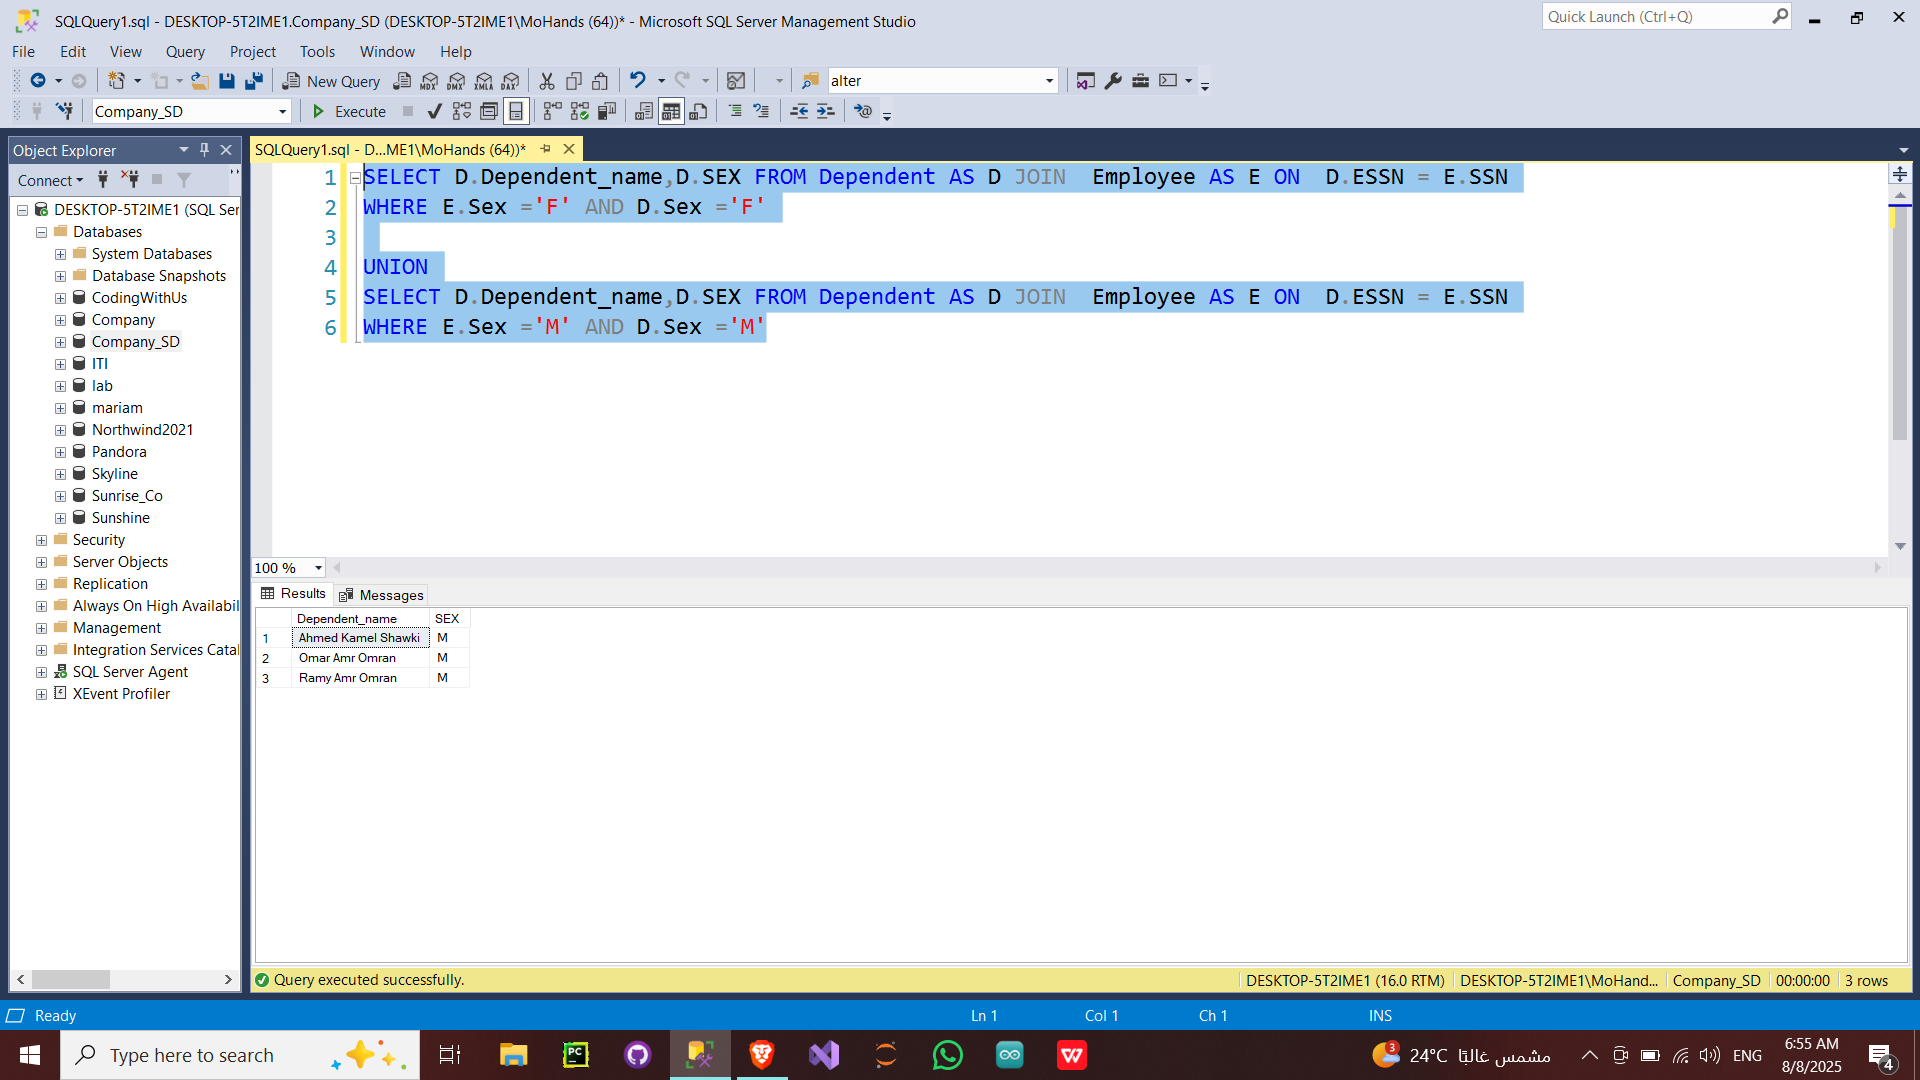 SQLQuery1.sql - DESKTOP-5T2IME1.Company_SD (DESKTOP-5T2IME1\MoHands (64))* - Microsoft SQL Server Management Studio
Quick Launch (Ctrl+Q)
File Edit View Query Project Tools Window Help
New Query MDX DMX XMLA DAX alter
Company_SD Execute
Object Explorer
Connect
DESKTOP-5T2IME1 (SQL Ser
Databases
System Databases
Database Snapshots
CodingWithUs
Company
Company_SD
ITI
lab
mariam
Northwind2021
Pandora
Skyline
Sunrise_Co
Sunshine
Security
Server Objects
Replication
Always On High Availabil
Management
Integration Services Catal
SQL Server Agent
XEvent Profiler
SQLQuery1.sql - D...ME1\MoHands (64))*
1 SELECT D.Dependent_name,D.SEX FROM Dependent AS D JOIN  Employee AS E ON  D.ESSN = E.SSN
2 WHERE E.Sex ='F' AND D.Sex ='F'
3
4 UNION
5 SELECT D.Dependent_name,D.SEX FROM Dependent AS D JOIN  Employee AS E ON  D.ESSN = E.SSN
6 WHERE E.Sex ='M' AND D.Sex ='M'
100 %
Results Messages
Dependent_name SEX
1 Ahmed Kamel Shawki M
2 Omar Amr Omran M
3 Ramy Amr Omran M
Query executed successfully.
DESKTOP-5T2IME1 (16.0 RTM) DESKTOP-5T2IME1\MoHand... Company_SD 00:00:00 3 rows
Ready Ln 1 Col 1 Ch 1 INS
Type here to search
PC
W
3
24°C مشمس غالبًا
ENG
6:55 AM
8/8/2025
4